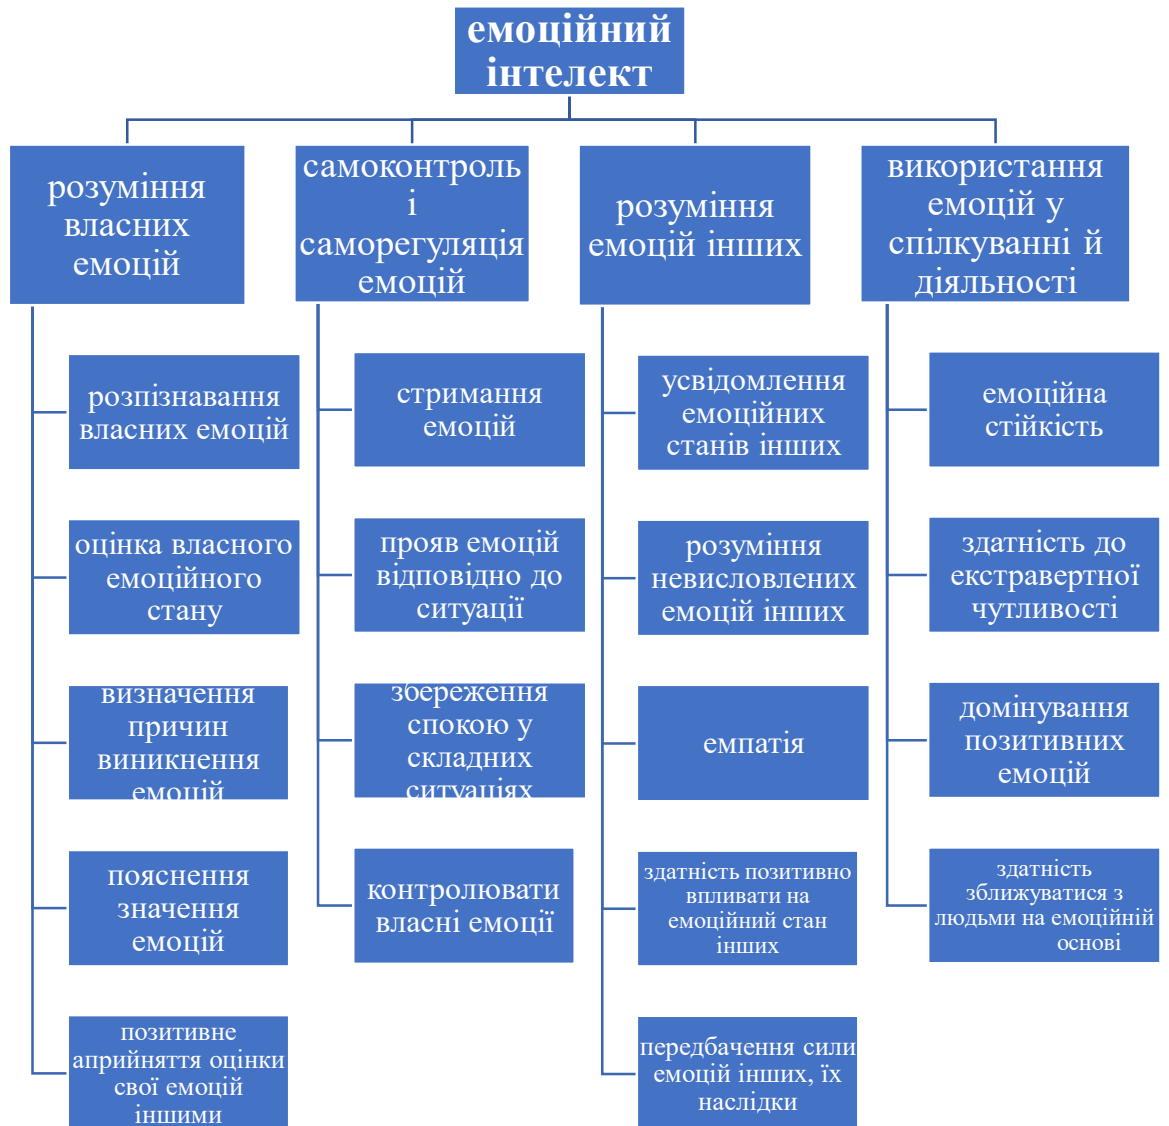 емоційний
інтелект
розуміння
власних
емоцій
самоконтроль
і
саморегуляція
емоцій
розуміння
емоцій інших
використання
емоцій у
спілкуванні й
діяльності
розпізнавання
власних емоцій
оцінка власного
емоційного
стану
визначення
причин
виникнення
емоцій
пояснення
значення
емоцій
позитивне
априйняття оцінки
свої емоцій
іншими
стримання
емоцій
прояв емоцій
відповідно до
ситуації
збереження
спокою у
складних
ситуаціях
контролювати
власні емоції
усвідомлення
емоційних
станів інших
розуміння
невисловлених
емоцій інших
емпатія
здатність позитивно
впливати на
емоційний стан
інших
передбачення сили
емоцій інших, їх
наслідки
емоційна
стійкість
здатність до
екстравертної
чутливості
домінування
позитивних
емоцій
здатність
зближуватися з
людьми на емоційній
основі